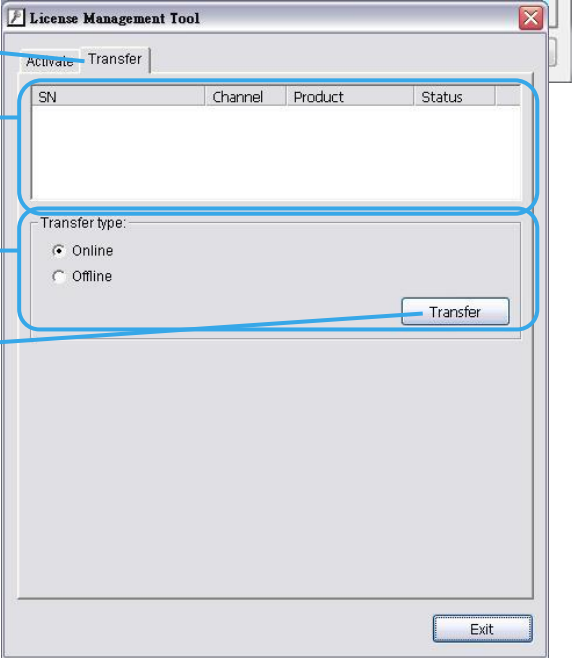 License Management Tool
Activate Transfer
SN Channel Product Status
Transfer type:
Online
Offline
Transfer
Exit